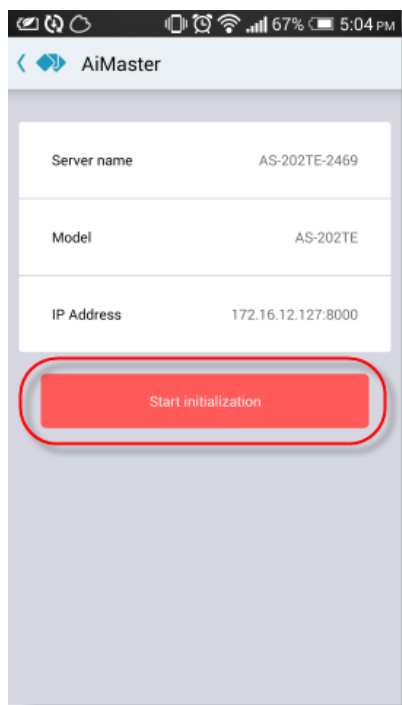 67% 5:04 PM
AiMaster
Server name AS-202TE-2469
Model AS-202TE
IP Address 172.16.12.127:8000
Start initialization